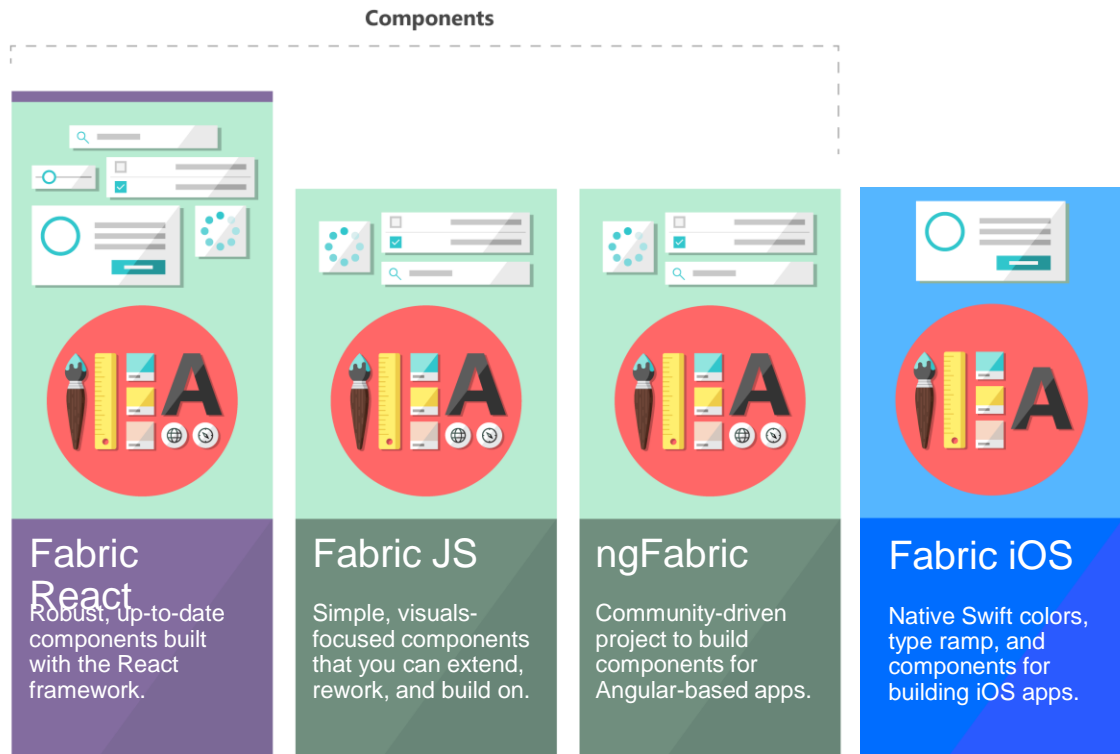 Components
Fabric
React
Robust, up-to-date
components built
with the React
framework.
Fabric JS
Simple, visuals-
focused components
that you can extend,
rework, and build on.
ngFabric
Community-driven
project to build
components for
Angular-based apps.
Fabric iOS
Native Swift colors,
type ramp, and
components for
building iOS apps.